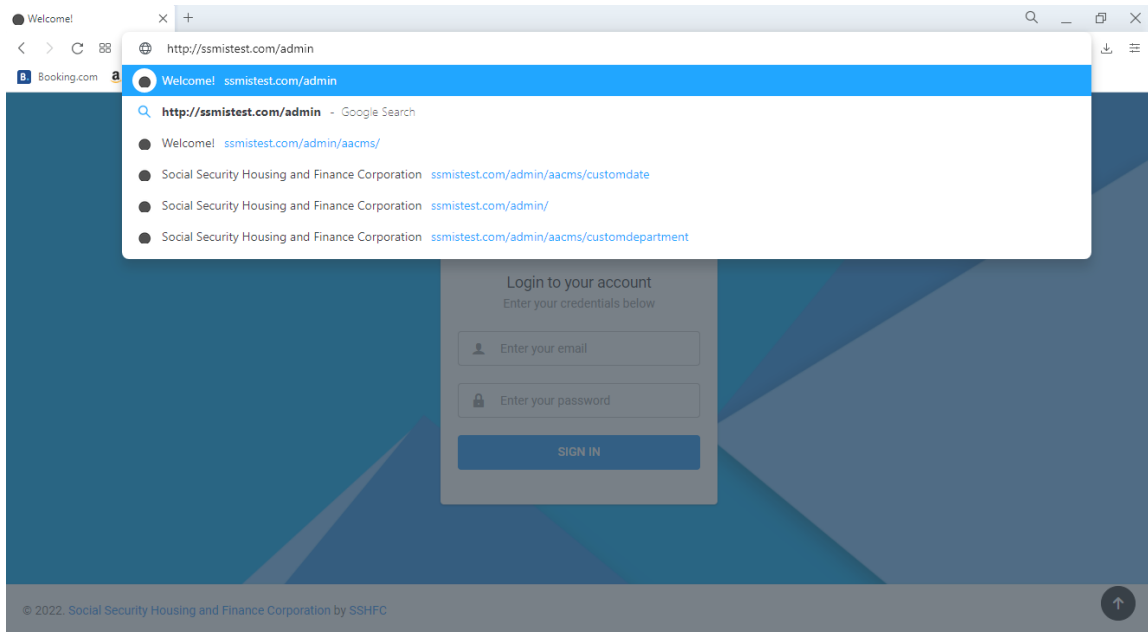 Welcome!
http://ssmistest.com/admin
B. Booking.com a
Welcome! ssmistest.com/admin
http://ssmistest.com/admin - Google Search
Welcome! ssmistest.com/admin/aacms/
Social Security Housing and Finance Corporation ssmistest.com/admin/aacms/customdate
Social Security Housing and Finance Corporation ssmistest.com/admin/
Social Security Housing and Finance Corporation ssmistest.com/admin/aacms/customdepartment
Login to your account
Enter your credentials below
Enter your email
Enter your password
SIGN IN
© 2022. Social Security Housing and Finance Corporation by SSHFC